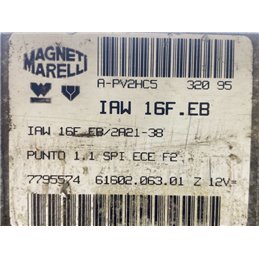 MAGNETI
MARELLI
A-PV2HC5 320 95
IAW 16F.EB
IAW 16F.EB/2A21-38
PUNTO 1.1 SPI ECE F2
7795574 61602.063.01 Z 12V=